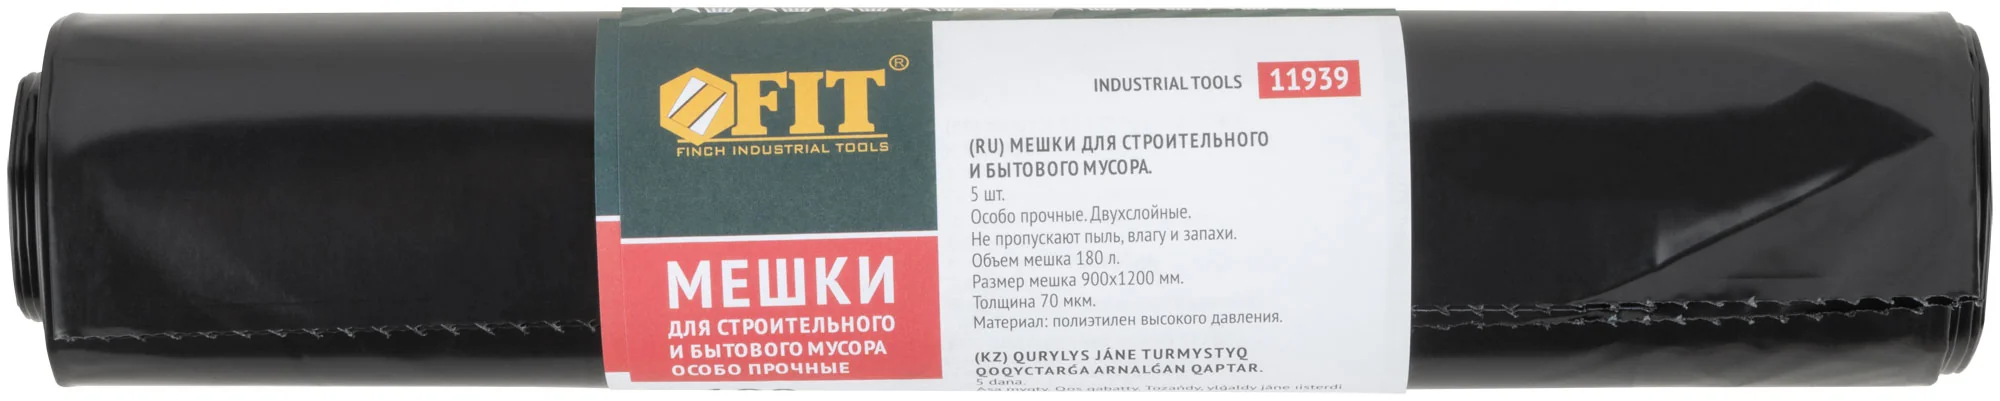 FIT®
FINCH INDUSTRIAL TOOLS
МЕШКИ
ДЛЯ СТРОИТЕЛЬНОГО
И БЫТОВОГО МУСОРА
ОСОБО ПРОЧНЫЕ
INDUSTRIAL TOOLS 11939
(RU) МЕШКИ ДЛЯ СТРОИТЕЛЬНОГО
И БЫТОВОГО МУСОРА.
5 шт.
Особо прочные. Двухслойные.
Не пропускают пыль, влагу и запахи.
Объем мешка 180 л.
Размер мешка 900х1200 мм.
Толщина 70 мкм.
Материал: полиэтилен высокого давления.
(KZ) QURYLYS JÁNE TURMYSTYQ
QOQYCTARǴA ARNALǴAN QAPTAR.
5 dana.